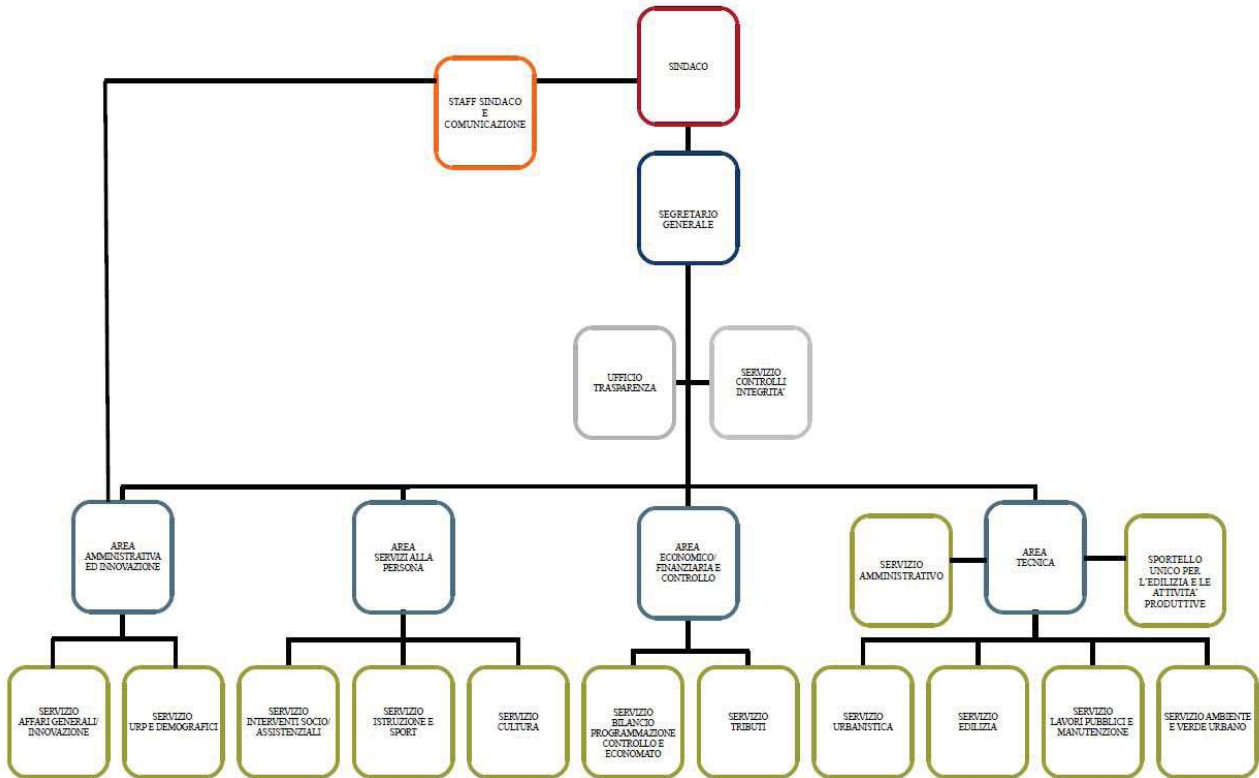 SINDACO
STAFF SINDACO
E
COMUNICAZIONE
SEGRETARIO
GENERALE
UFFICIO
TRASPARENZA
SERVIZIO
CONTROLLI
INTEGRITA'
AREA
AMMINISTRATIVA
ED INNOVAZIONE
AREA
SERVIZI ALLA
PERSONA
AREA
ECONOMICO/
FINANZIARIA E
CONTROLLO
SERVIZIO
AMMINISTRATIVO
AREA
TECNICA
SPORTELLO
UNICO PER
L'EDILIZIA E LE
ATTIVITA'
PRODUTTIVE
SERVIZIO
AFFARI GENERALI/
INNOVAZIONE
SERVIZIO
URP E DEMOGRAFICI
SERVIZIO
INTERVENTI SOCIO/
ASSISTENZIALI
SERVIZIO
ISTRUZIONE E
SPORT
SERVIZIO
CULTURA
SERVIZIO
BILANCIO
PROGRAMMAZIONE
CONTROLLO E
ECONOMATO
SERVIZIO
TRIBUTI
SERVIZIO
URBANISTICA
SERVIZIO
EDILIZIA
SERVIZIO
LAVORI PUBBLICI E
MANUTENZIONE
SERVIZIO AMBIENTE
E VERDE URBANO